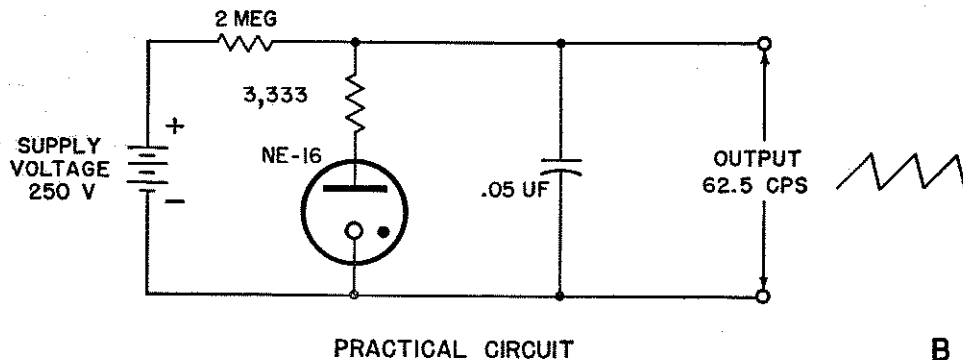 2 MEG
3,333
NE-16
+
SUPPLY
VOLTAGE
250 V
−
.05 UF
OUTPUT
62.5 CPS
PRACTICAL CIRCUIT
B